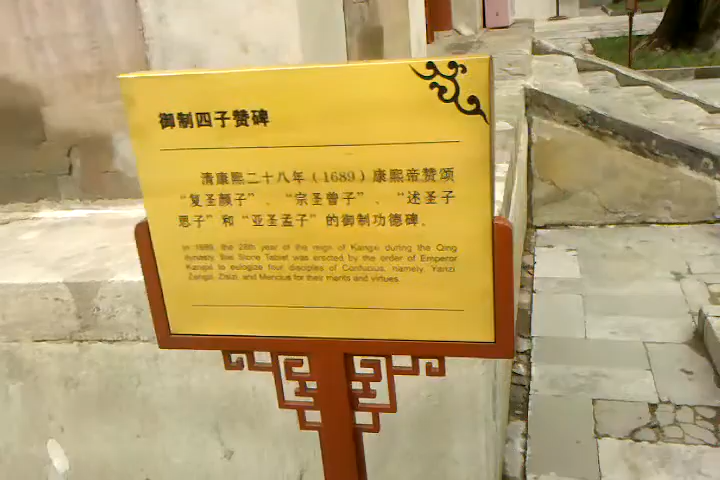 御制四子赞碑
清康熙二十八年（1689）康熙帝赞颂
“复圣颜子”、“宗圣曾子”、“述圣子
思子”和“亚圣孟子”的御制功德碑。
In 1689, the 28th year of the reign of Kangxi during the Qing
dynasty, this Stone Tablet was erected by the order of Emperor
Kangxi to eulogize four disciples of Confucius, namely Yanzi,
Zengzi, Zisizi, and Mencius for their merits and virtues.